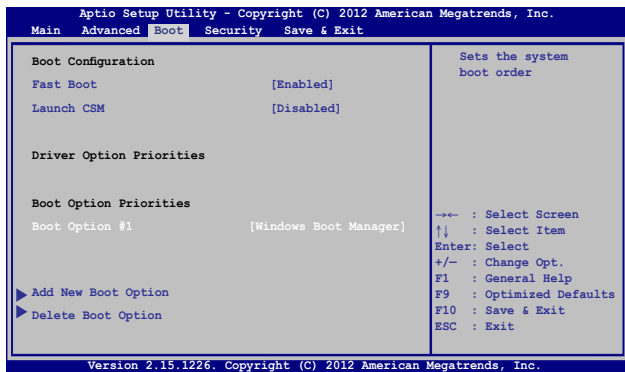 Aptio Setup Utility - Copyright (C) 2012 American Megatrends, Inc.
Main Advanced Boot Security Save & Exit
Boot Configuration
Fast Boot [Enabled]
Launch CSM [Disabled]
Driver Option Priorities
Boot Option Priorities
Boot Option #1 [Windows Boot Manager]
Add New Boot Option
Delete Boot Option
Sets the system
boot order
→← : Select Screen
↑↓ : Select Item
Enter: Select
+/— : Change Opt.
F1 : General Help
F9 : Optimized Defaults
F10 : Save & Exit
ESC : Exit
Version 2.15.1226. Copyright (C) 2012 American Megatrends, Inc.